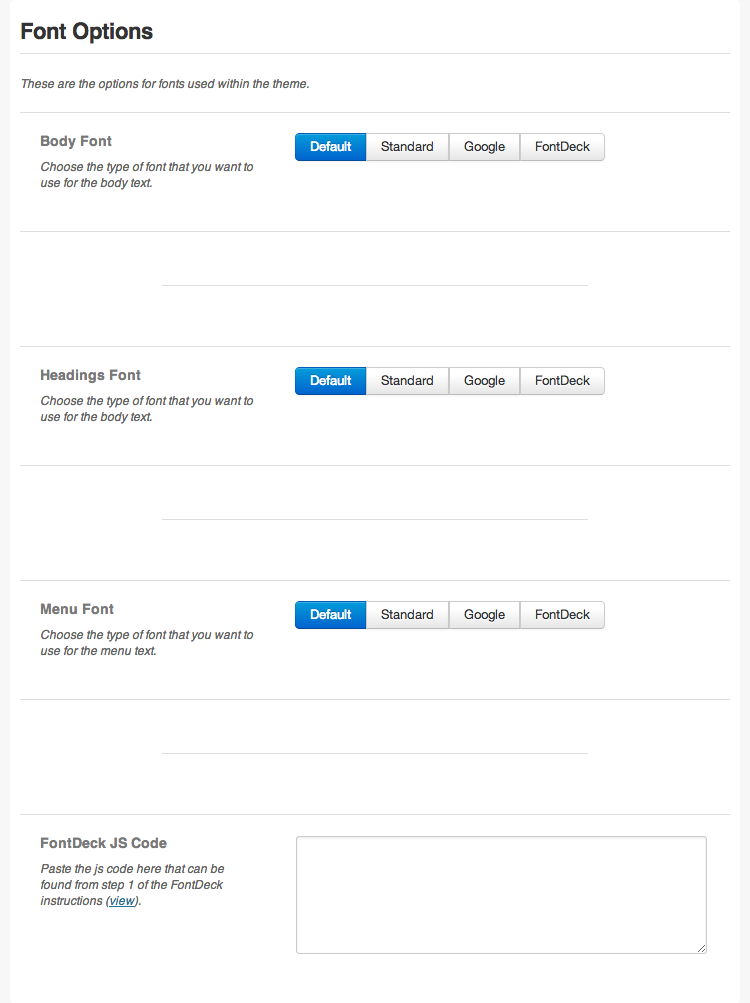 Font Options
These are the options for fonts used within the theme.
Body Font
Default Standard Google FontDeck
Choose the type of font that you want to
use for the body text.
Headings Font
Default Standard Google FontDeck
Choose the type of font that you want to
use for the body text.
Menu Font
Default Standard Google FontDeck
Choose the type of font that you want to
use for the menu text.
FontDeck JS Code
Paste the js code here that can be
found from step 1 of the FontDeck
instructions (view).